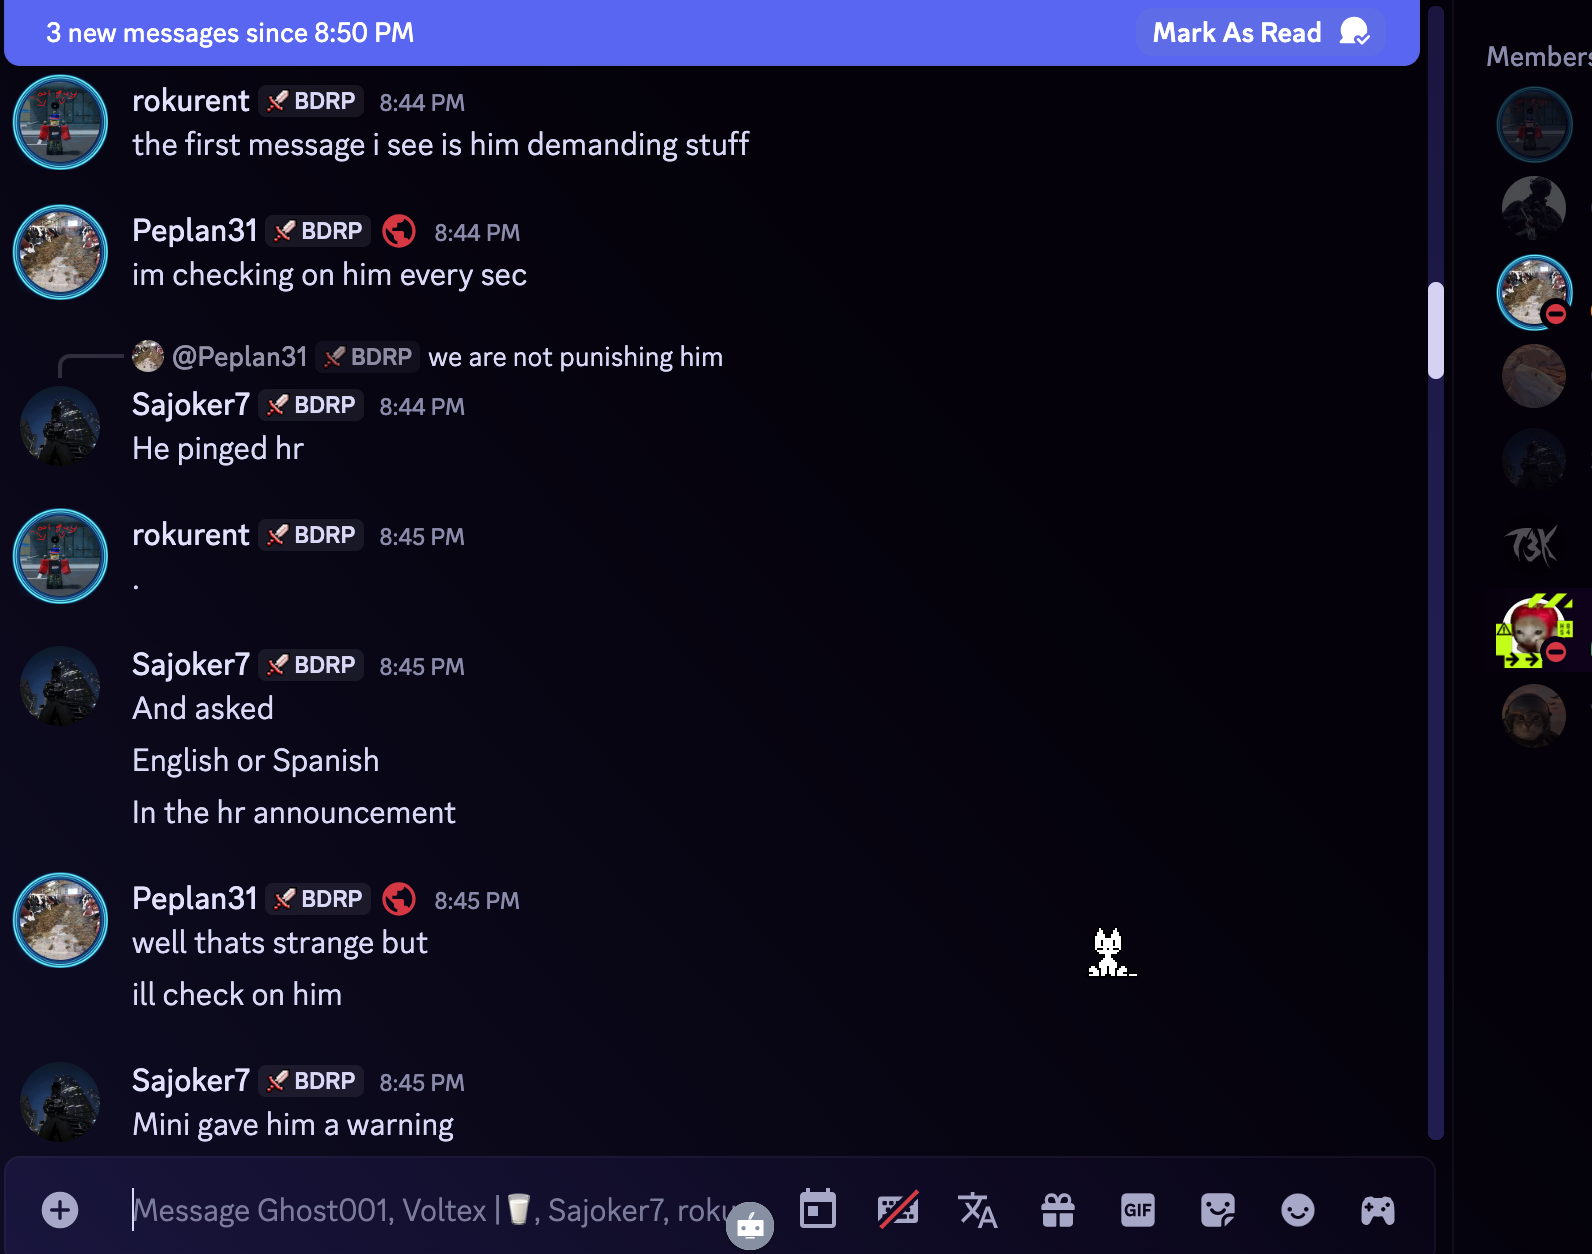 3 new messages since 8:50 PM
Mark As Read
Members
rokurent BDRP 8:44 PM
the first message i see is him demanding stuff
Peplan31 BDRP 8:44 PM
im checking on him every sec
@Peplan31 BDRP we are not punishing him
Sajoker7 BDRP 8:44 PM
He pinged hr
rokurent BDRP 8:45 PM
.
Sajoker7 BDRP 8:45 PM
And asked
English or Spanish
In the hr announcement
Peplan31 BDRP 8:45 PM
well thats strange but
ill check on him
Sajoker7 BDRP 8:45 PM
Mini gave him a warning
Message Ghost001, Voltex |🥛, Sajoker7, roku
GIF
T3K